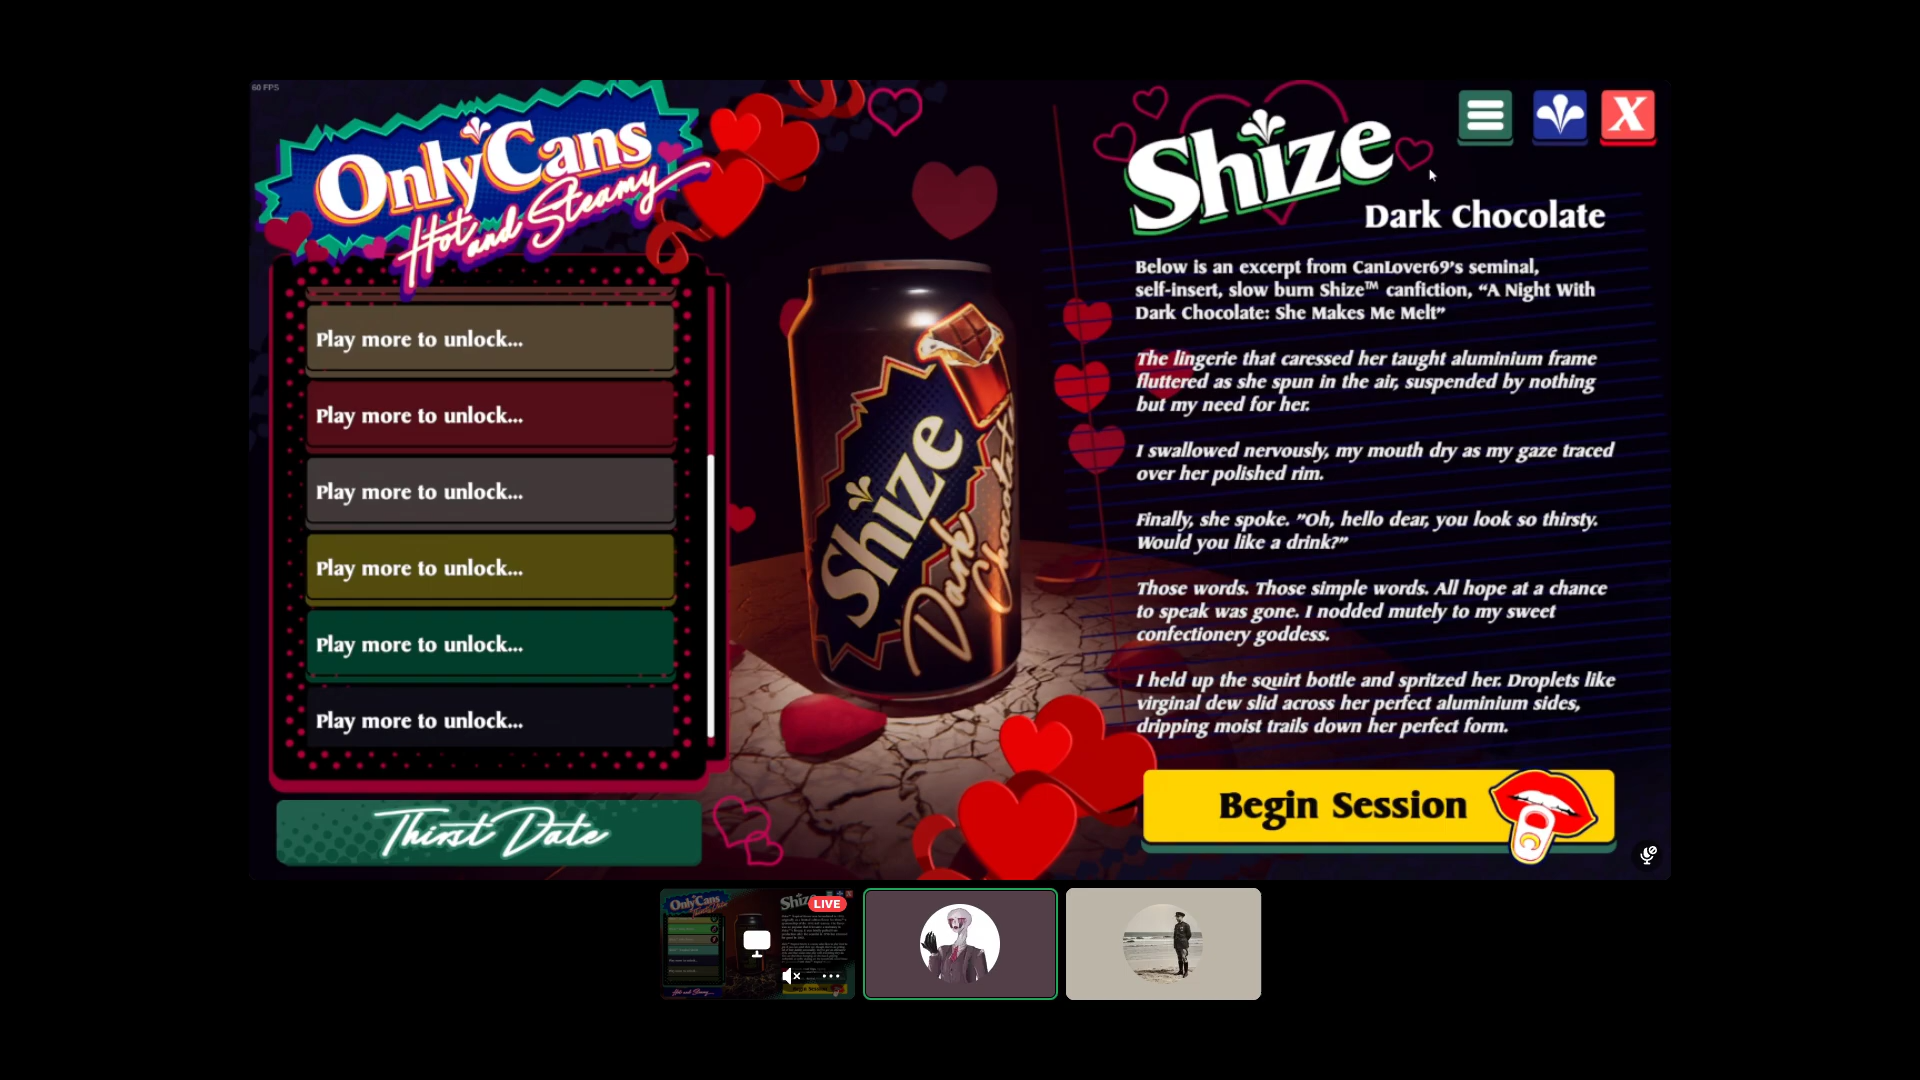 60 FPS
OnlyCans
Hot and Steamy
Play more to unlock...
Play more to unlock...
Play more to unlock...
Play more to unlock...
Play more to unlock...
Play more to unlock...
Thirst Date
Shize
Dark
Chocolate
Shize
X
Dark Chocolate
Below is an excerpt from CanLover69's seminal,
self-insert, slow burn Shize™ canfiction, “A Night With
Dark Chocolate: She Makes Me Melt”
The lingerie that caressed her taught aluminium frame
fluttered as she spun in the air, suspended by nothing
but my need for her.
I swallowed nervously, my mouth dry as my gaze traced
over her polished rim.
Finally, she spoke. ”Oh, hello dear, you look so thirsty.
Would you like a drink?”
Those words. Those simple words. All hope at a chance
to speak was gone. I nodded mutely to my sweet
confectionery goddess.
I held up the squirt bottle and spritzed her. Droplets like
virginal dew slid across her perfect aluminium sides,
dripping moist trails down her perfect form.
Begin Session
OnlyCans
LIVE